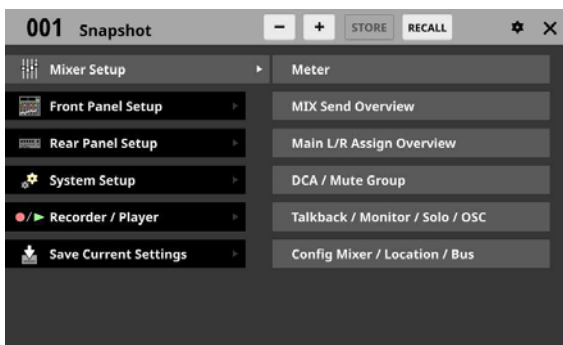 001 Snapshot - + STORE RECALL
Mixer Setup
Meter
Front Panel Setup
MIX Send Overview
Rear Panel Setup
Main L/R Assign Overview
System Setup
DCA / Mute Group
Recorder / Player
Talkback / Monitor / Solo / OSC
Save Current Settings
Config Mixer / Location / Bus